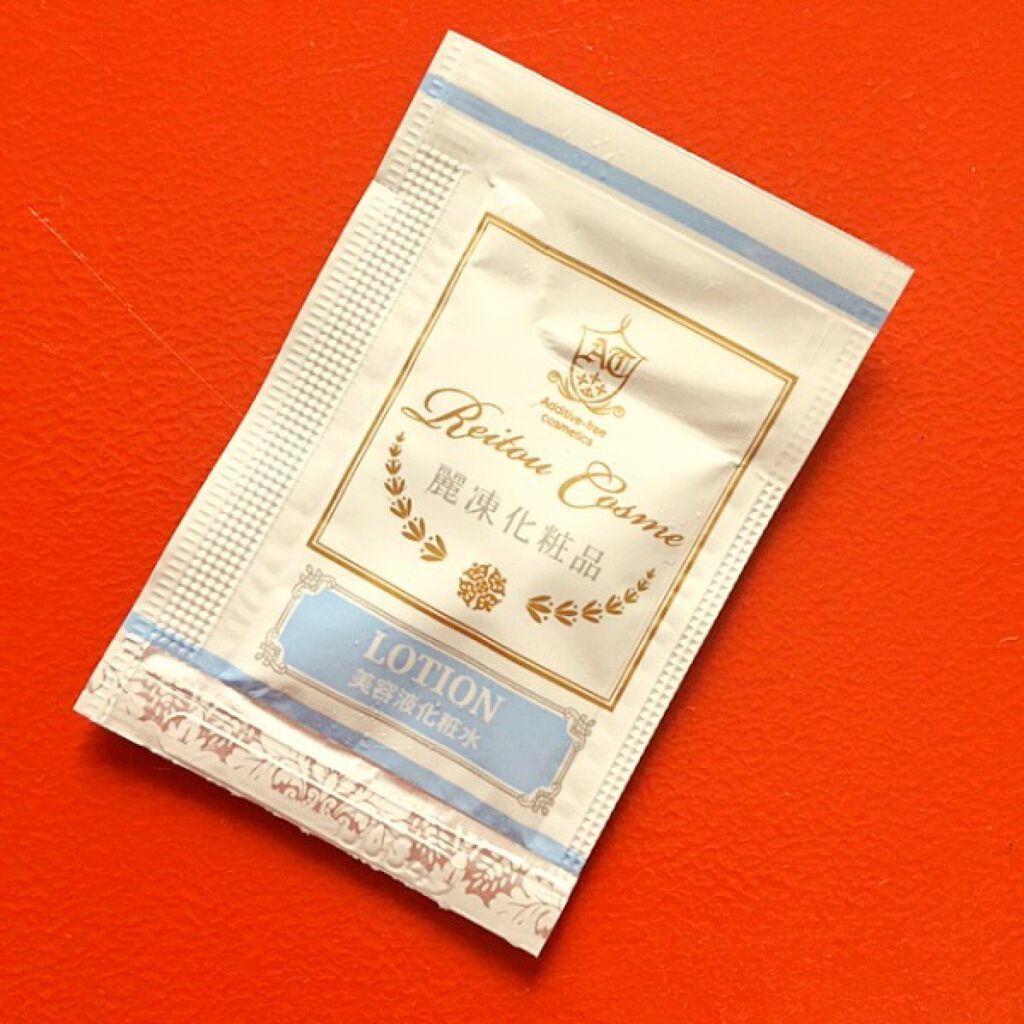 AT
Additive-free
cosmetics
Reitou Cosme
麗凍化粧品
LOTION
美容液化粧水